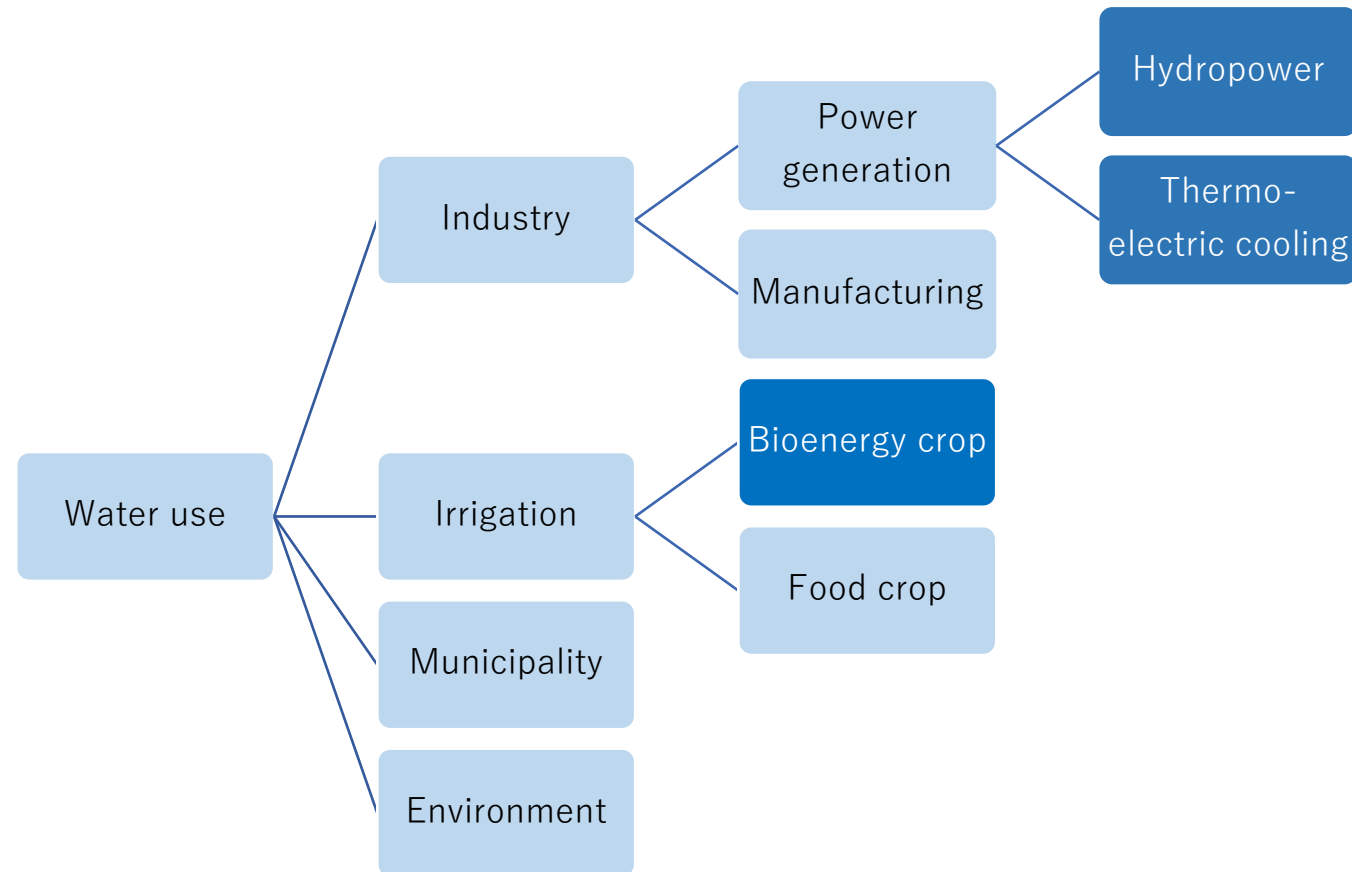 Water use
Industry
Power
generation
Hydropower
Thermo-
electric cooling
Manufacturing
Irrigation
Bioenergy crop
Food crop
Municipality
Environment